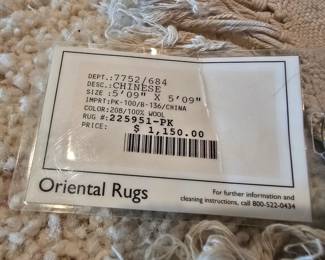 DEPT.:7752/684
DESC.:CHINESE
SIZE :5'09" X 5'09"
IMPRT:PK-100/B-136/CHINA
COLOR:208/100% WOOL
RUG #:225951-PK
PRICE: $ 1,150.00
Oriental Rugs
For further information and
cleaning instructions, call 800-522-0434